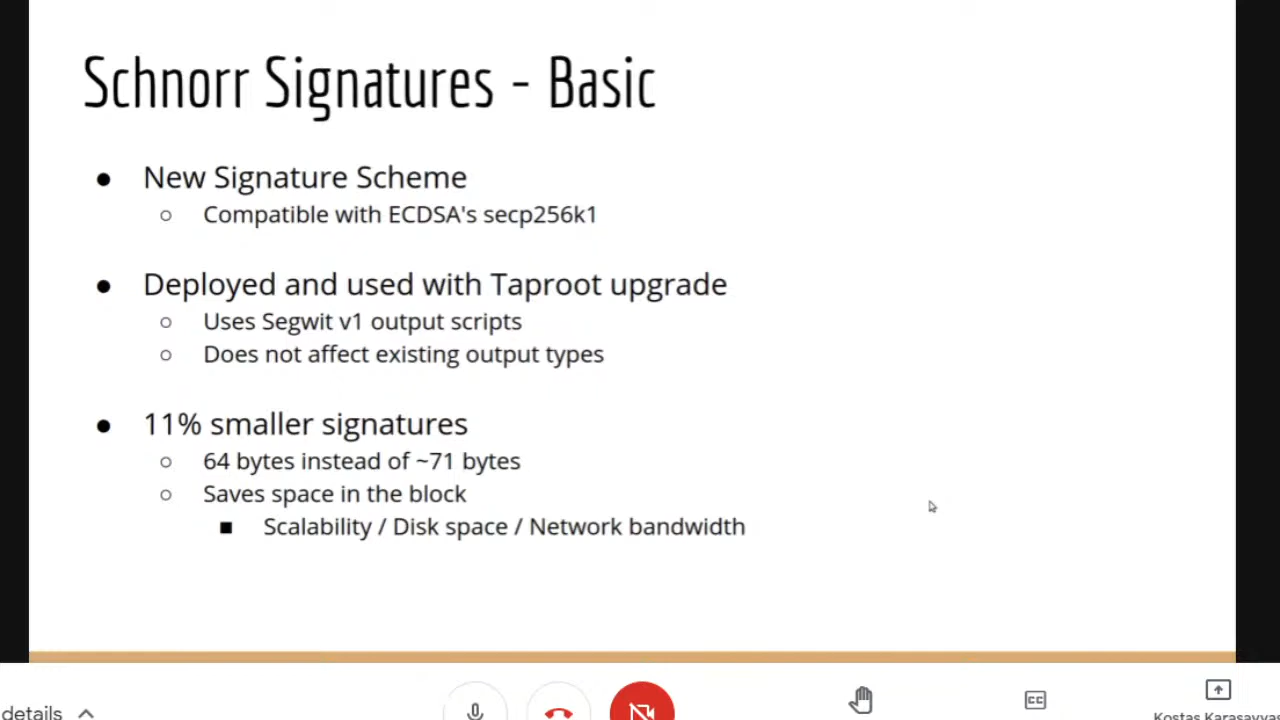 Schnorr Signatures - Basic
● New Signature Scheme
○ Compatible with ECDSA's secp256k1
● Deployed and used with Taproot upgrade
○ Uses Segwit v1 output scripts
○ Does not affect existing output types
● 11% smaller signatures
○ 64 bytes instead of ~71 bytes
○ Saves space in the block
■ Scalability / Disk space / Network bandwidth
details
CC
Kostas